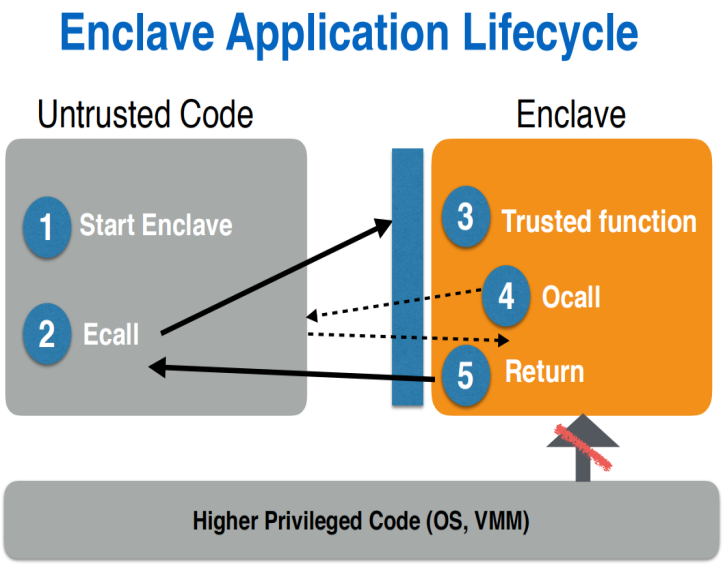 Enclave Application Lifecycle
Untrusted Code
Enclave
1 Start Enclave
2 Ecall
3 Trusted function
4 Ocall
5 Return
Higher Privileged Code (OS, VMM)